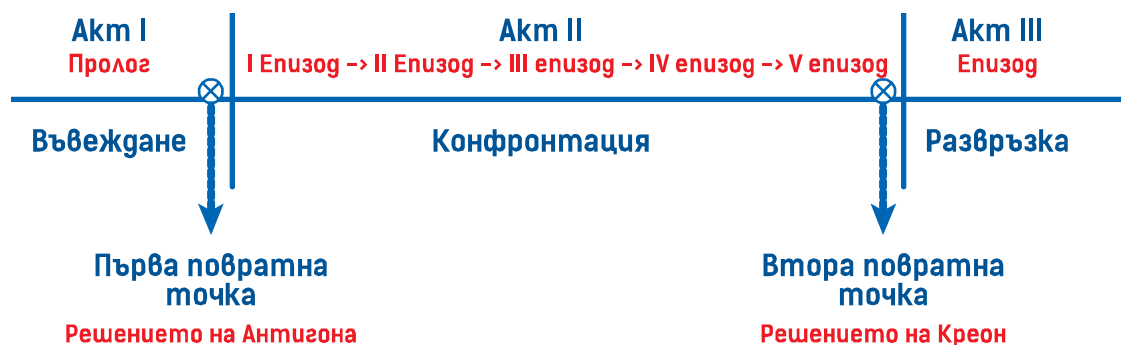 Акт I
Пролог
Акт II
I Епизод -> II Епизод -> III епизод -> IV епизод -> V епизод
Акт III
Епизод
Въвеждане
Конфронтация
Развръзка
Първа повратна
точка
Решението на Антигона
Втора повратна
точка
Решението на Креон